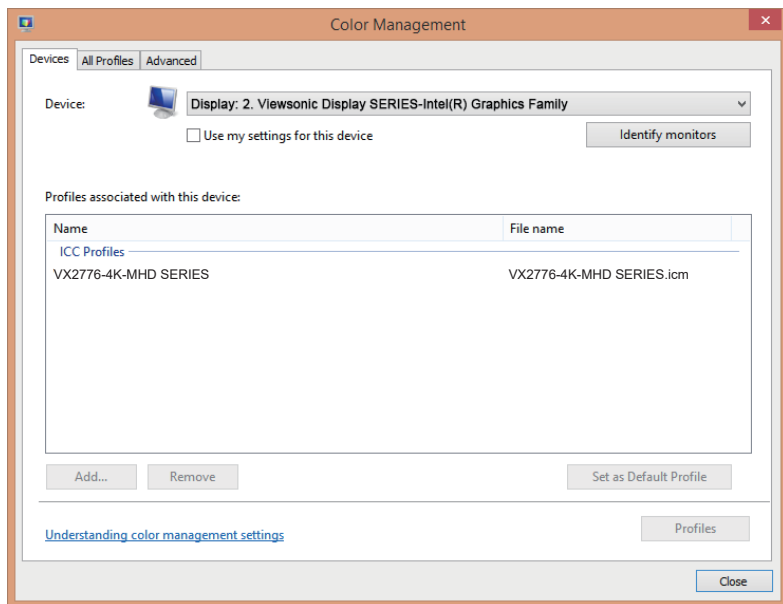 Color Management
Devices All Profiles Advanced
Device: Display: 2. Viewsonic Display SERIES-Intel(R) Graphics Family
Use my settings for this device Identify monitors
Profiles associated with this device:
Name File name
ICC Profiles
VX2776-4K-MHD SERIES VX2776-4K-MHD SERIES.icm
Add... Remove Set as Default Profile
Understanding color management settings Profiles
Close